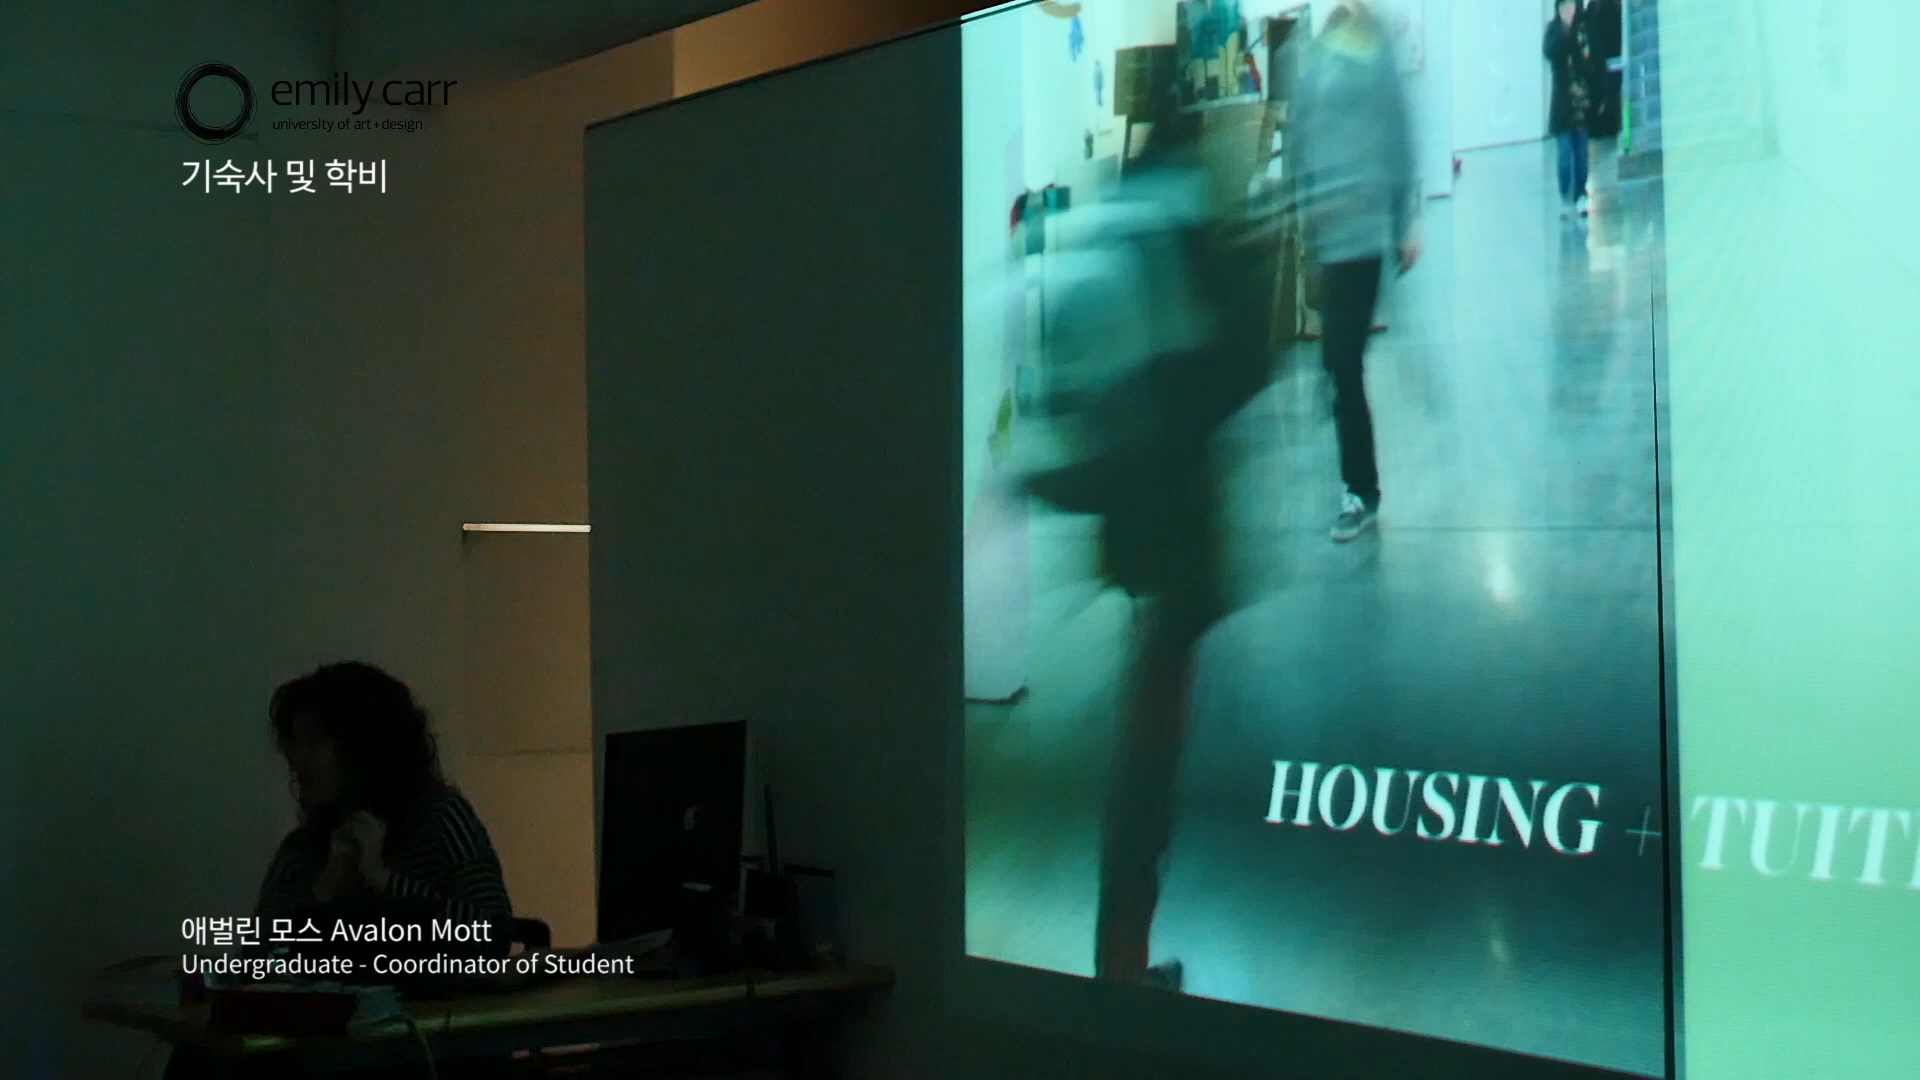 emily carr
university of art + design
기숙사 및 학비
HOUSING + TUITI
애벌린 모스 Avalon Mott
Undergraduate - Coordinator of Student